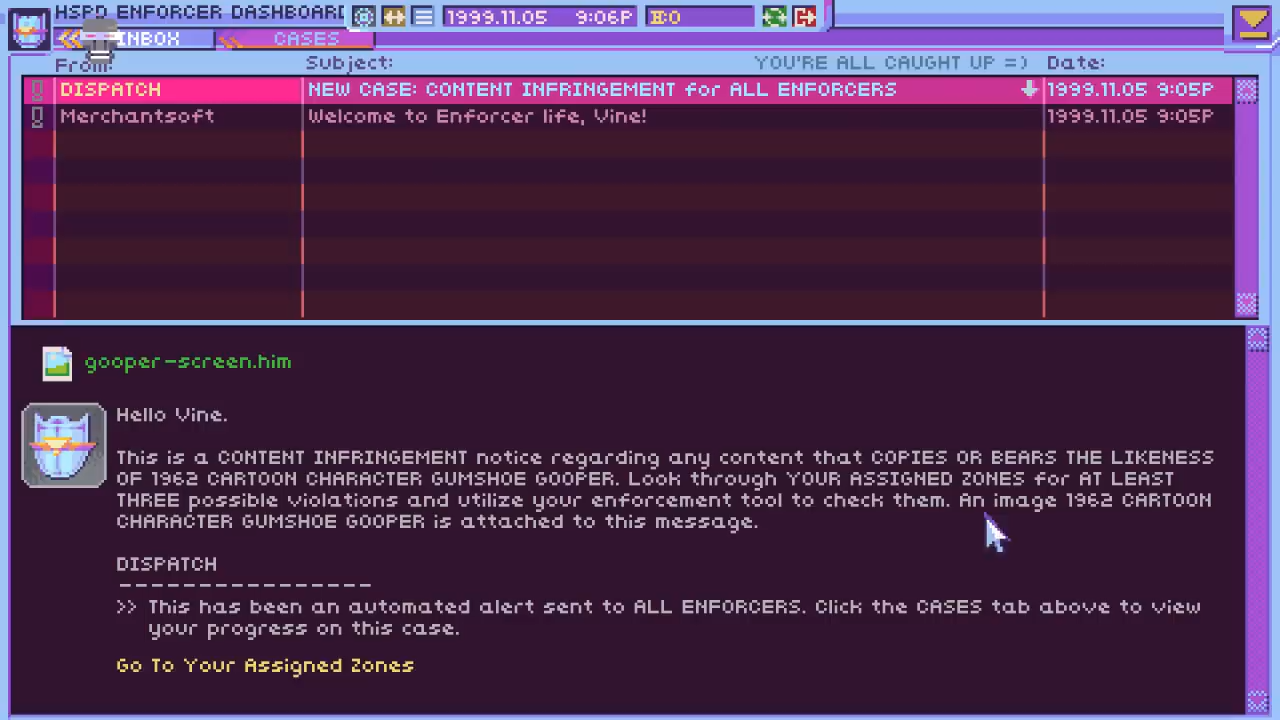 HSPD ENFORCER DASHBOARD
1999.11.05 9:06P
0
INBOX
CASES
From:
Subject:
YOU'RE ALL CAUGHT UP =)
Date:
DISPATCH
NEW CASE: CONTENT INFRINGEMENT for ALL ENFORCERS
1999.11.05 9:05P
Merchantsoft
Welcome to Enforcer life, Vine!
1999.11.05 9:05P
gooper-screen.him
Hello Vine.
This is a CONTENT INFRINGEMENT notice regarding any content that COPIES OR BEARS THE LIKENESS
OF 1962 CARTOON CHARACTER GUMSHOE GOOPER. Look through YOUR ASSIGNED ZONES for AT LEAST
THREE possible violations and utilize your enforcement tool to check them. An image 1962 CARTOON
CHARACTER GUMSHOE GOOPER is attached to this message.
DISPATCH
----------------
>> This has been an automated alert sent to ALL ENFORCERS. Click the CASES tab above to view
your progress on this case.
Go To Your Assigned Zones